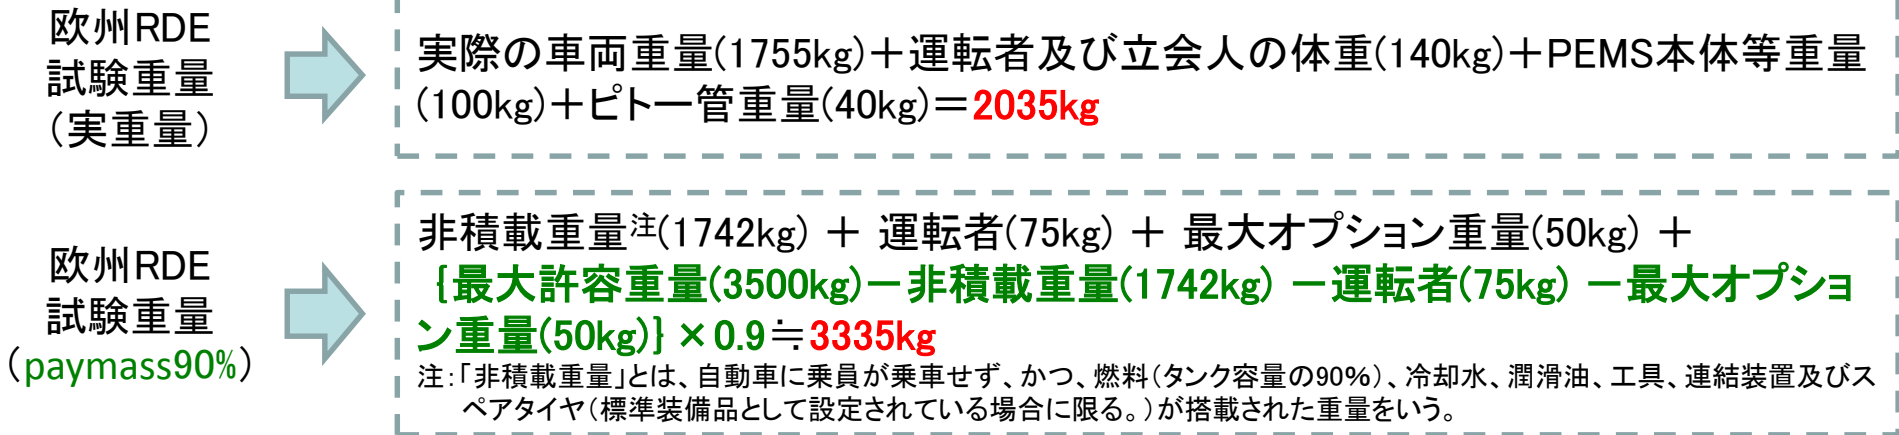 欧州RDE
試験重量
（実重量）
実際の車両重量(1755kg)＋運転者及び立会人の体重(140kg)＋PEMS本体等重量
(100kg)＋ピトー管重量(40kg)＝2035kg
欧州RDE
試験重量
（paymass90%）
非積載重量注(1742kg) ＋ 運転者(75kg) ＋ 最大オプション重量(50kg) ＋
{最大許容重量(3500kg)－非積載重量(1742kg) －運転者(75kg) －最大オプショ
ン重量(50kg)} ×0.9≒3335kg
注：「非積載重量」とは、自動車に乗員が乗車せず、かつ、燃料（タンク容量の90％）、冷却水、潤滑油、工具、連結装置及びス
ペアタイヤ（標準装備品として設定されている場合に限る。）が搭載された重量をいう。